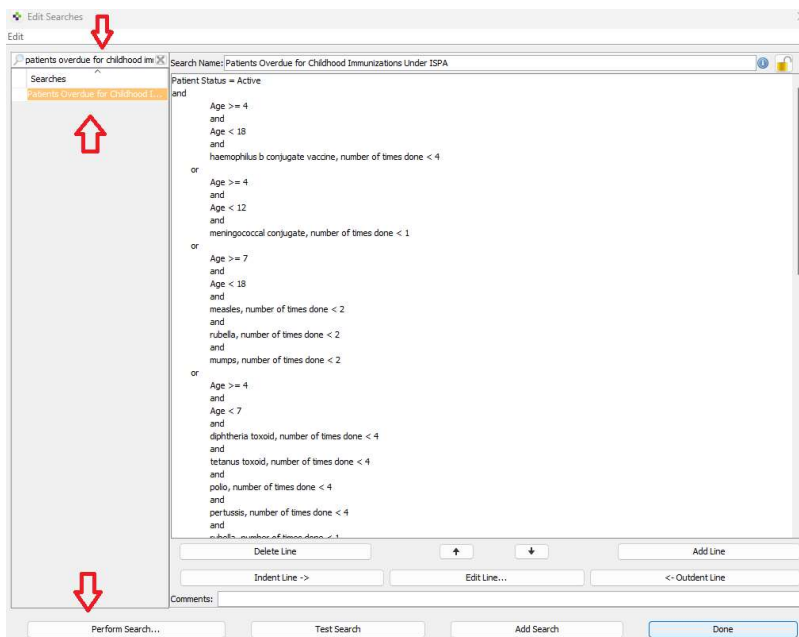 Edit Searches
Edit
patients overdue for childhood imi
Search Name: Patients Overdue for Childhood Immunizations Under ISPA
Searches
Patients Overdue for Childhood I...
Patient Status = Active
and
Age >= 4
and
Age < 18
and
haemophilus b conjugate vaccine, number of times done < 4
or
Age >= 4
and
Age < 12
and
meningococcal conjugate, number of times done < 1
or
Age >= 7
and
Age < 18
and
measles, number of times done < 2
and
rubella, number of times done < 2
and
mumps, number of times done < 2
or
Age >= 4
and
Age < 7
and
diphtheria toxoid, number of times done < 4
and
tetanus toxoid, number of times done < 4
and
polio, number of times done < 4
and
pertussis, number of times done < 4
and
rubella, number of times done < 1
Delete Line
Add Line
Indent Line ->
Edit Line...
<- Outdent Line
Comments:
Perform Search...
Test Search
Add Search
Done